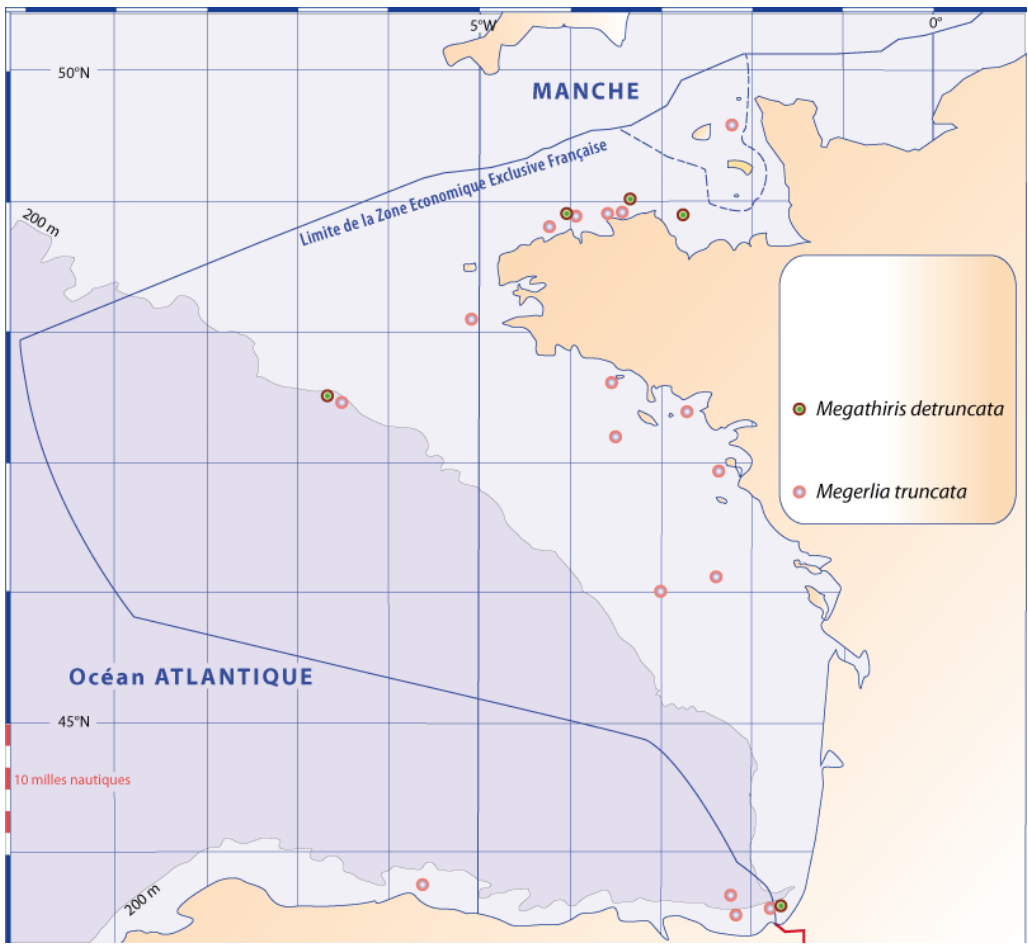 5°W
0°
50°N
MANCHE
Limite de la Zone Economique Exclusive Française
200 m
Megathiris detruncata
Megerlia truncata
Océan ATLANTIQUE
45°N
10 milles nautiques
200 m